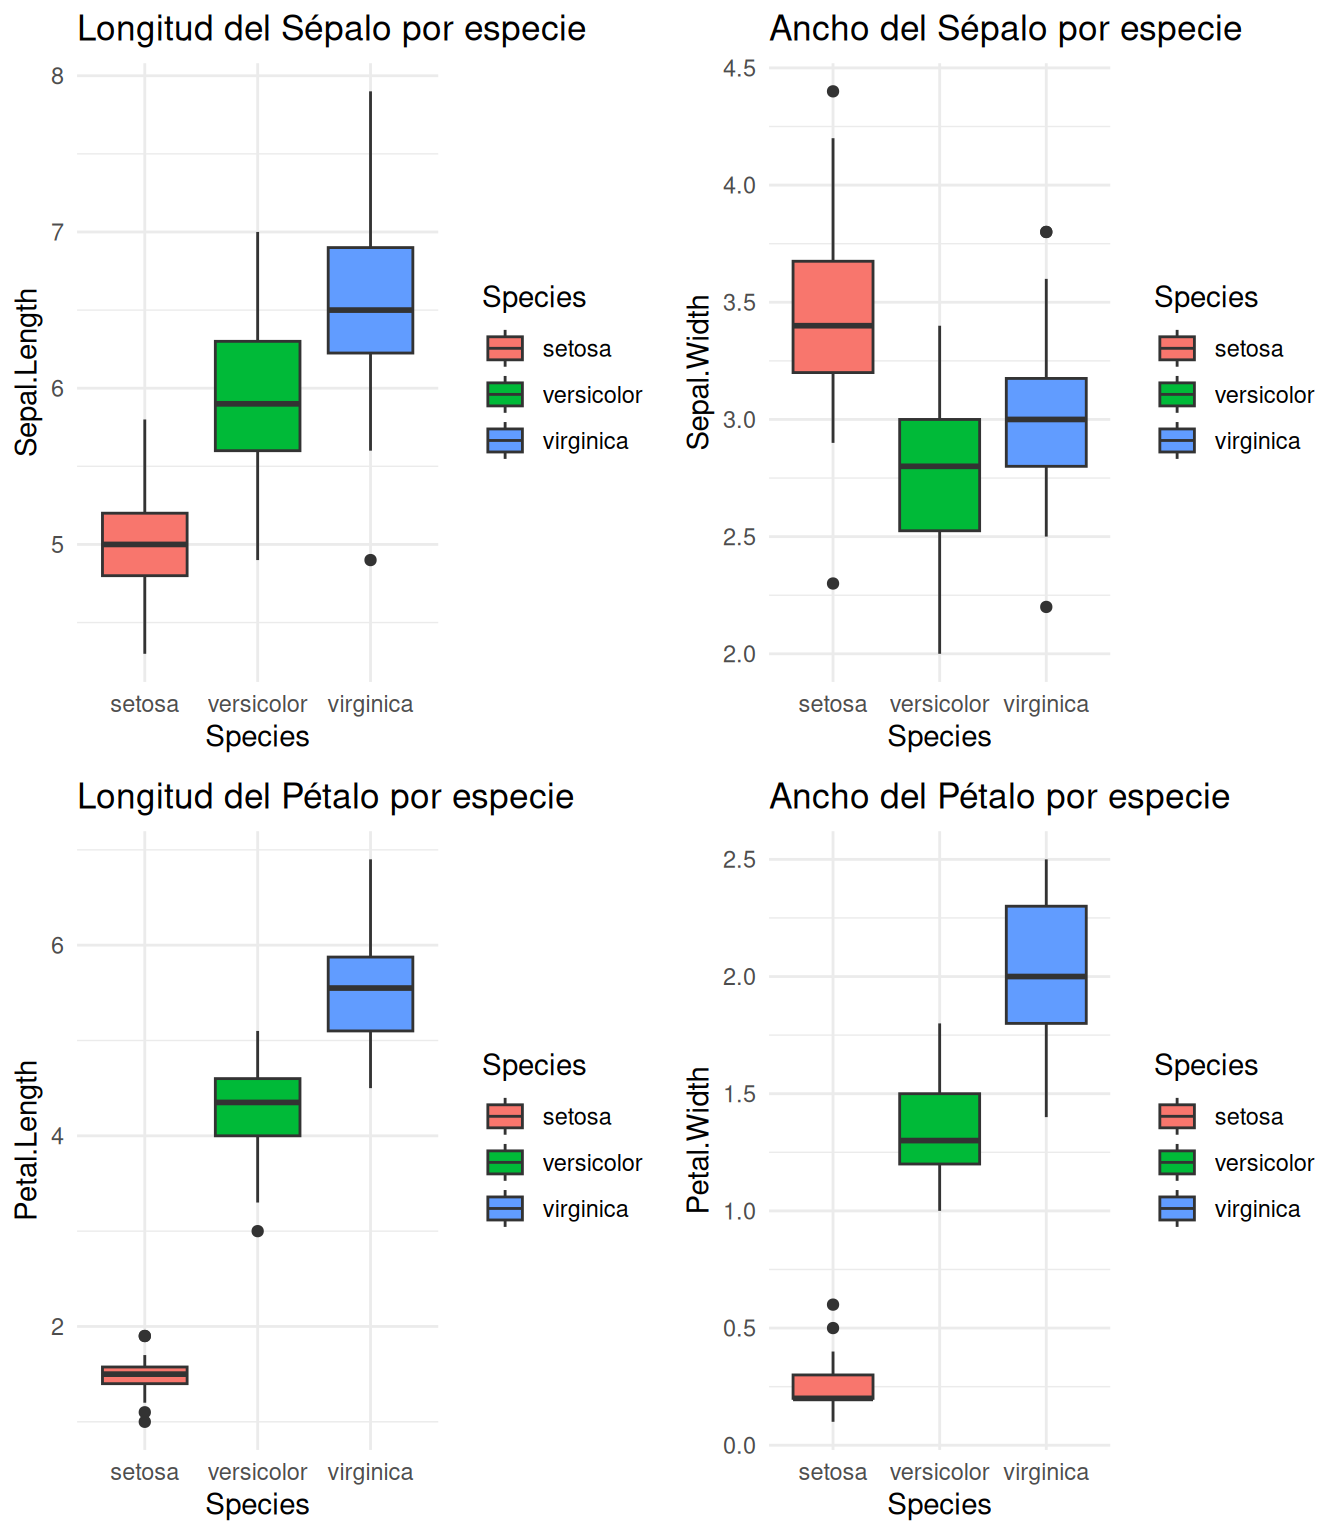 Longitud del Sépalo por especie
8
7
6
5
Sepal.Length
setosa versicolor virginica
Species
Species
setosa
versicolor
virginica
Ancho del Sépalo por especie
4.5
4.0
3.5
3.0
2.5
2.0
Sepal.Width
setosa versicolor virginica
Species
Species
setosa
versicolor
virginica
Longitud del Pétalo por especie
6
4
2
Petal.Length
setosa versicolor virginica
Species
Species
setosa
versicolor
virginica
Ancho del Pétalo por especie
2.5
2.0
1.5
1.0
0.5
0.0
Petal.Width
setosa versicolor virginica
Species
Species
setosa
versicolor
virginica